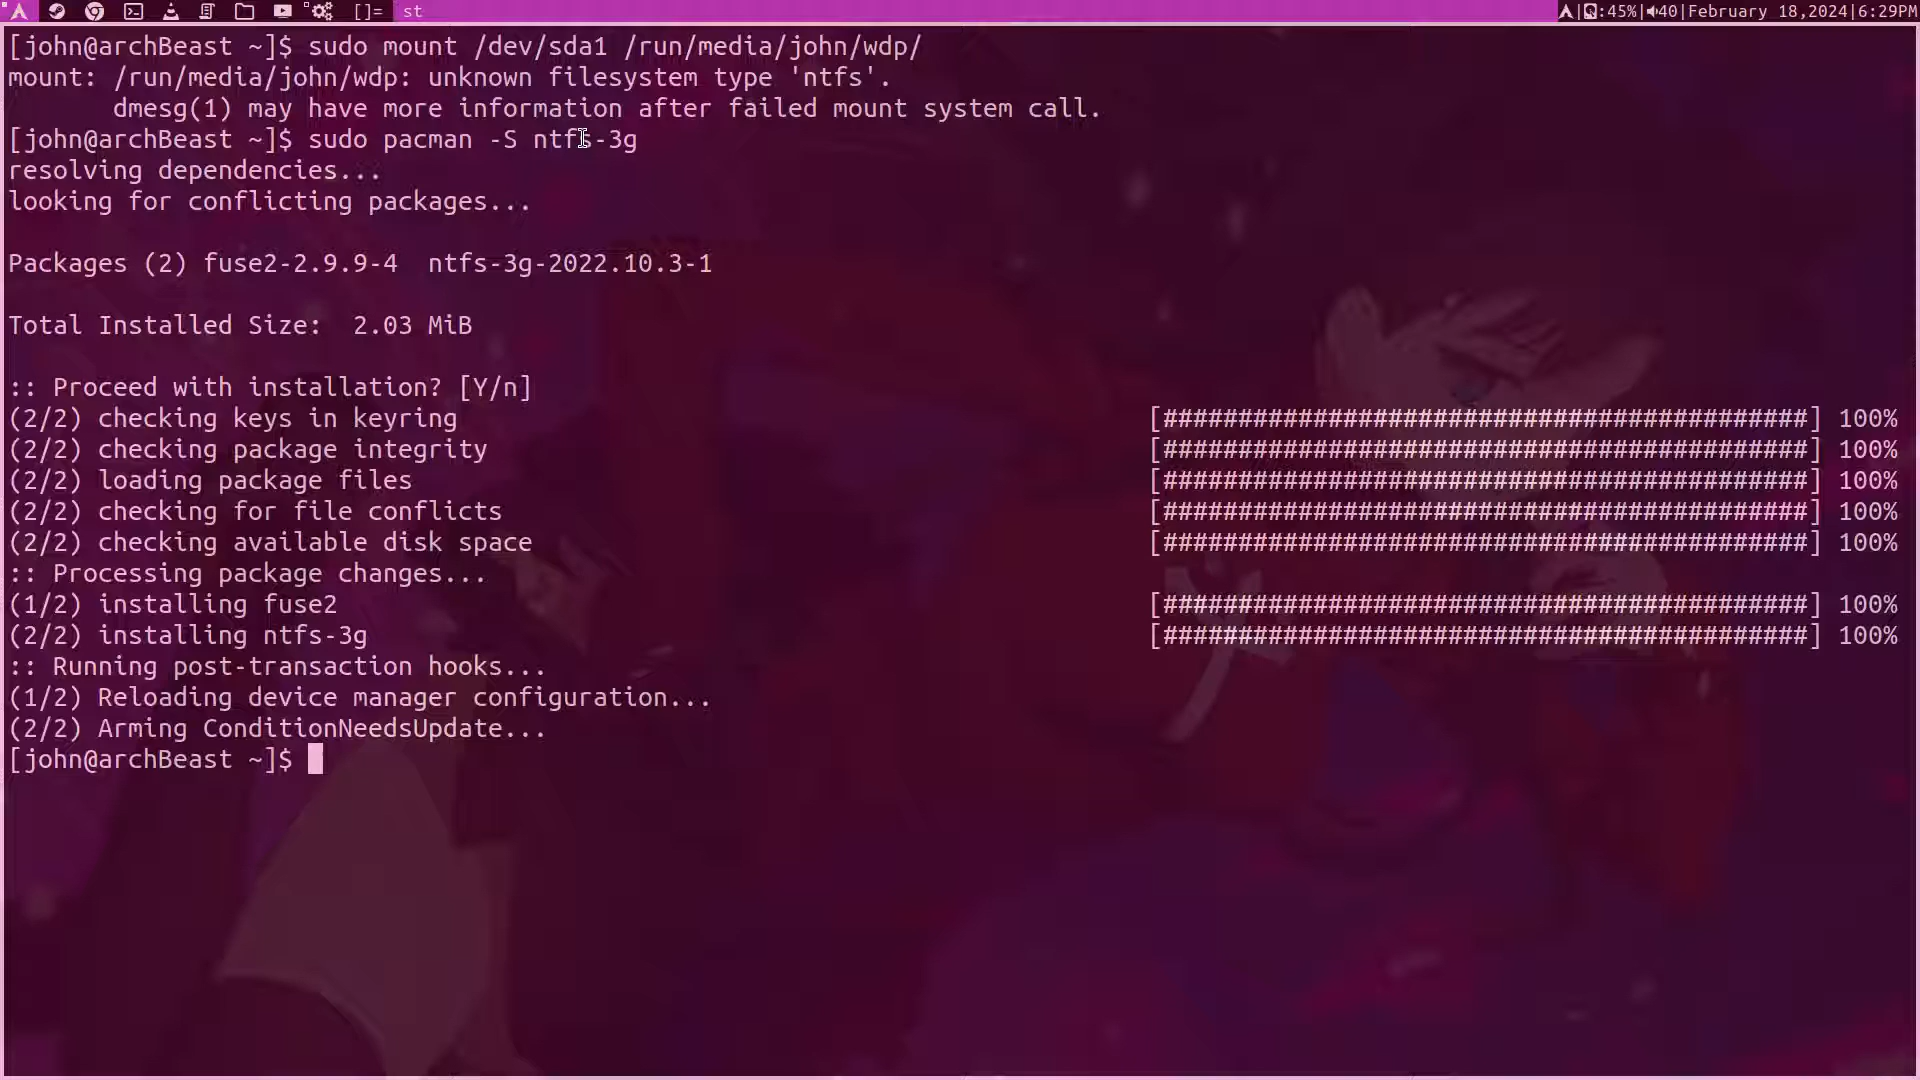 []= st |:45%|40|February 18,2024|6:29PM
[john@archBeast ~]$ sudo mount /dev/sda1 /run/media/john/wdp/
mount: /run/media/john/wdp: unknown filesystem type 'ntfs'.
dmesg(1) may have more information after failed mount system call.
[john@archBeast ~]$ sudo pacman -S ntfs-3g
resolving dependencies...
looking for conflicting packages...
Packages (2) fuse2-2.9.9-4  ntfs-3g-2022.10.3-1
Total Installed Size:  2.03 MiB
:: Proceed with installation? [Y/n]
(2/2) checking keys in keyring [###########################################] 100%
(2/2) checking package integrity [###########################################] 100%
(2/2) loading package files [###########################################] 100%
(2/2) checking for file conflicts [###########################################] 100%
(2/2) checking available disk space [###########################################] 100%
:: Processing package changes...
(1/2) installing fuse2 [###########################################] 100%
(2/2) installing ntfs-3g [###########################################] 100%
:: Running post-transaction hooks...
(1/2) Reloading device manager configuration...
(2/2) Arming ConditionNeedsUpdate...
[john@archBeast ~]$